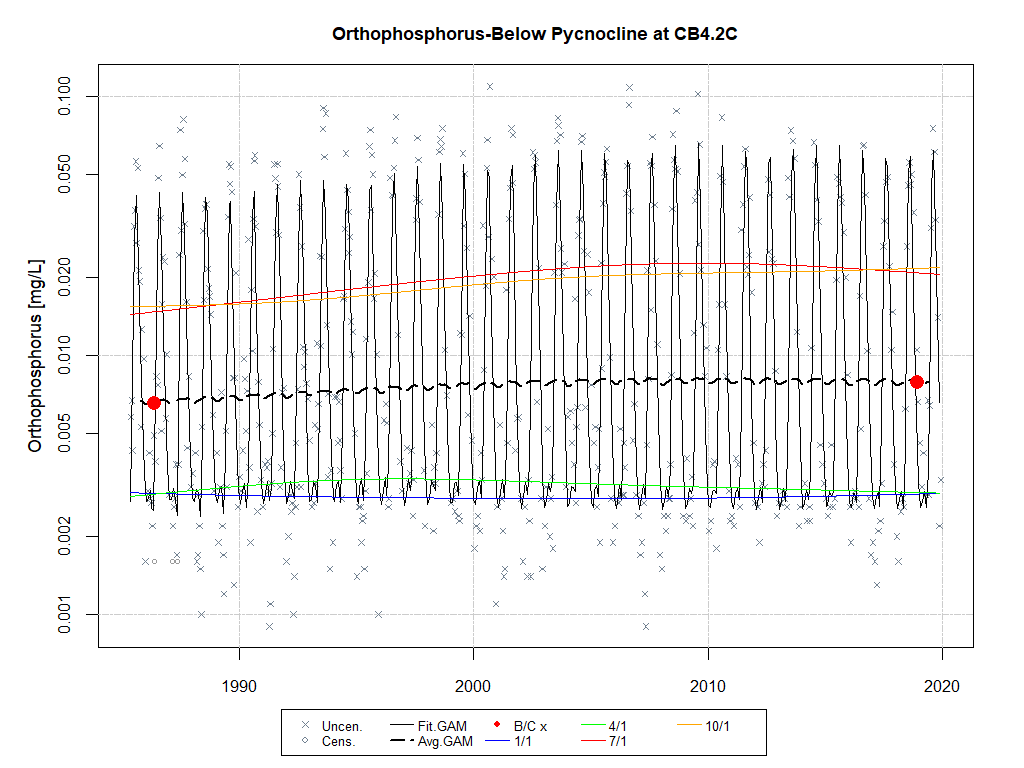 Orthophosphorus-Below Pycnocline at CB4.2C
Orthophosphorus [mg/L]
0.100
0.050
0.020
0.010
0.005
0.002
0.001
1990 2000 2010 2020
Uncen. Fit.GAM B/C x 4/1 10/1
Cens. Avg.GAM 1/1 7/1